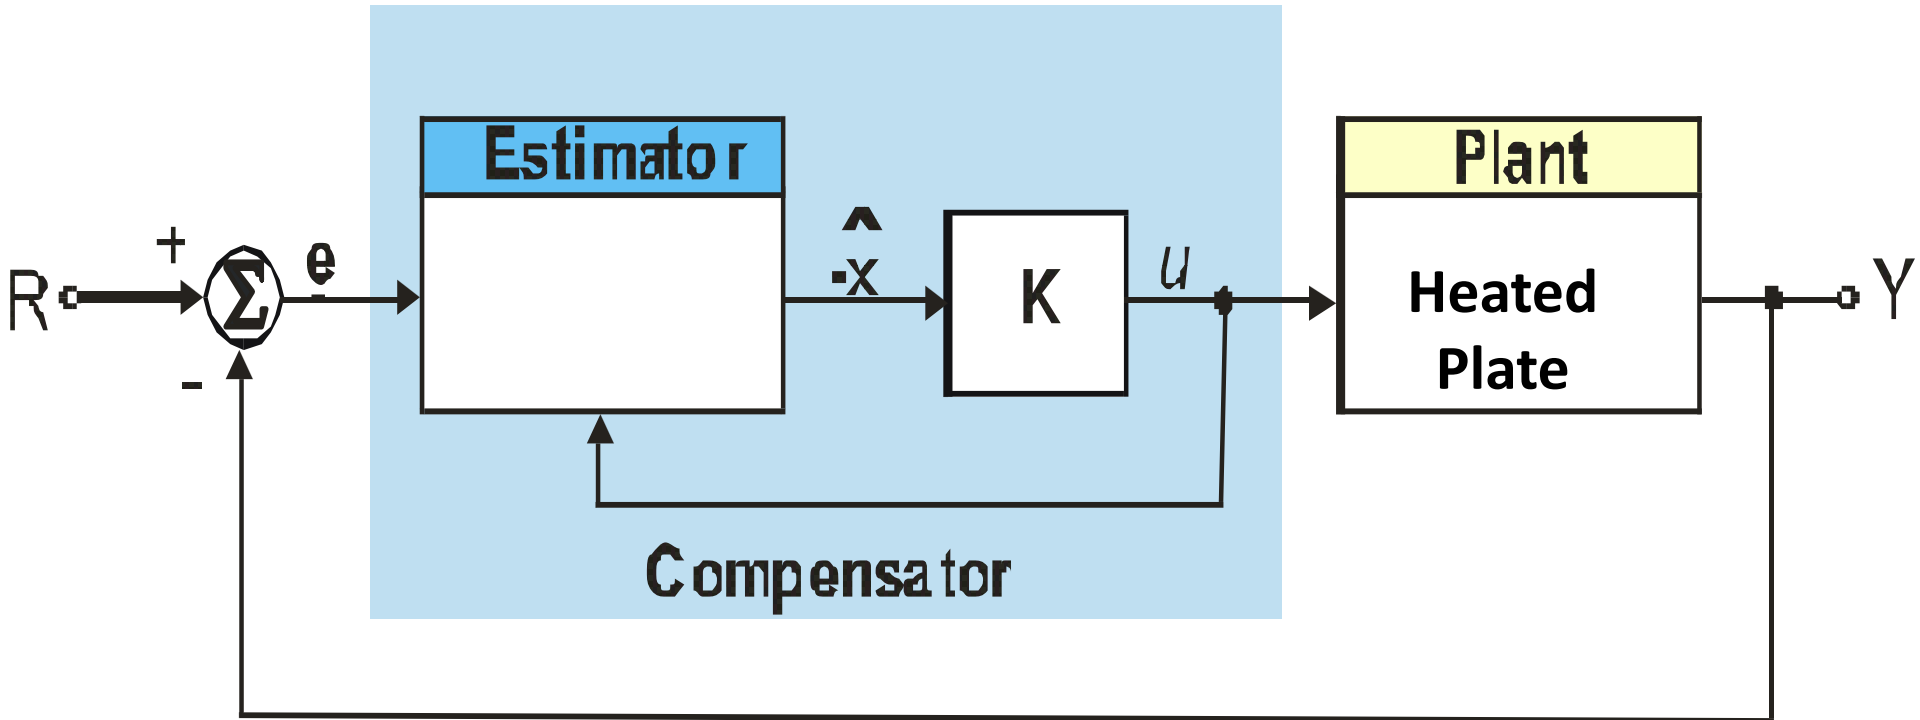 Estimator
Plant
+
e
-x̂
u
R
Σ
K
Heated
Plate
Y
-
Compensator